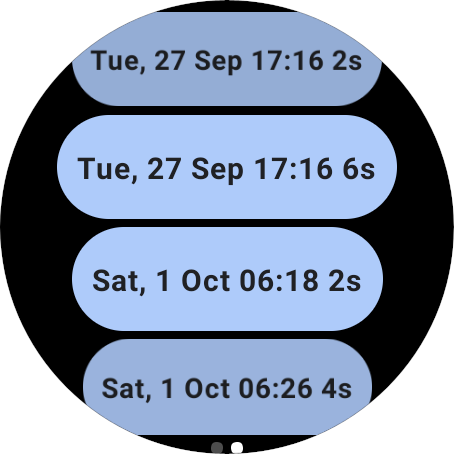 Tue, 27 Sep 17:16 2s
Tue, 27 Sep 17:16 6s
Sat, 1 Oct 06:18 2s
Sat, 1 Oct 06:26 4s